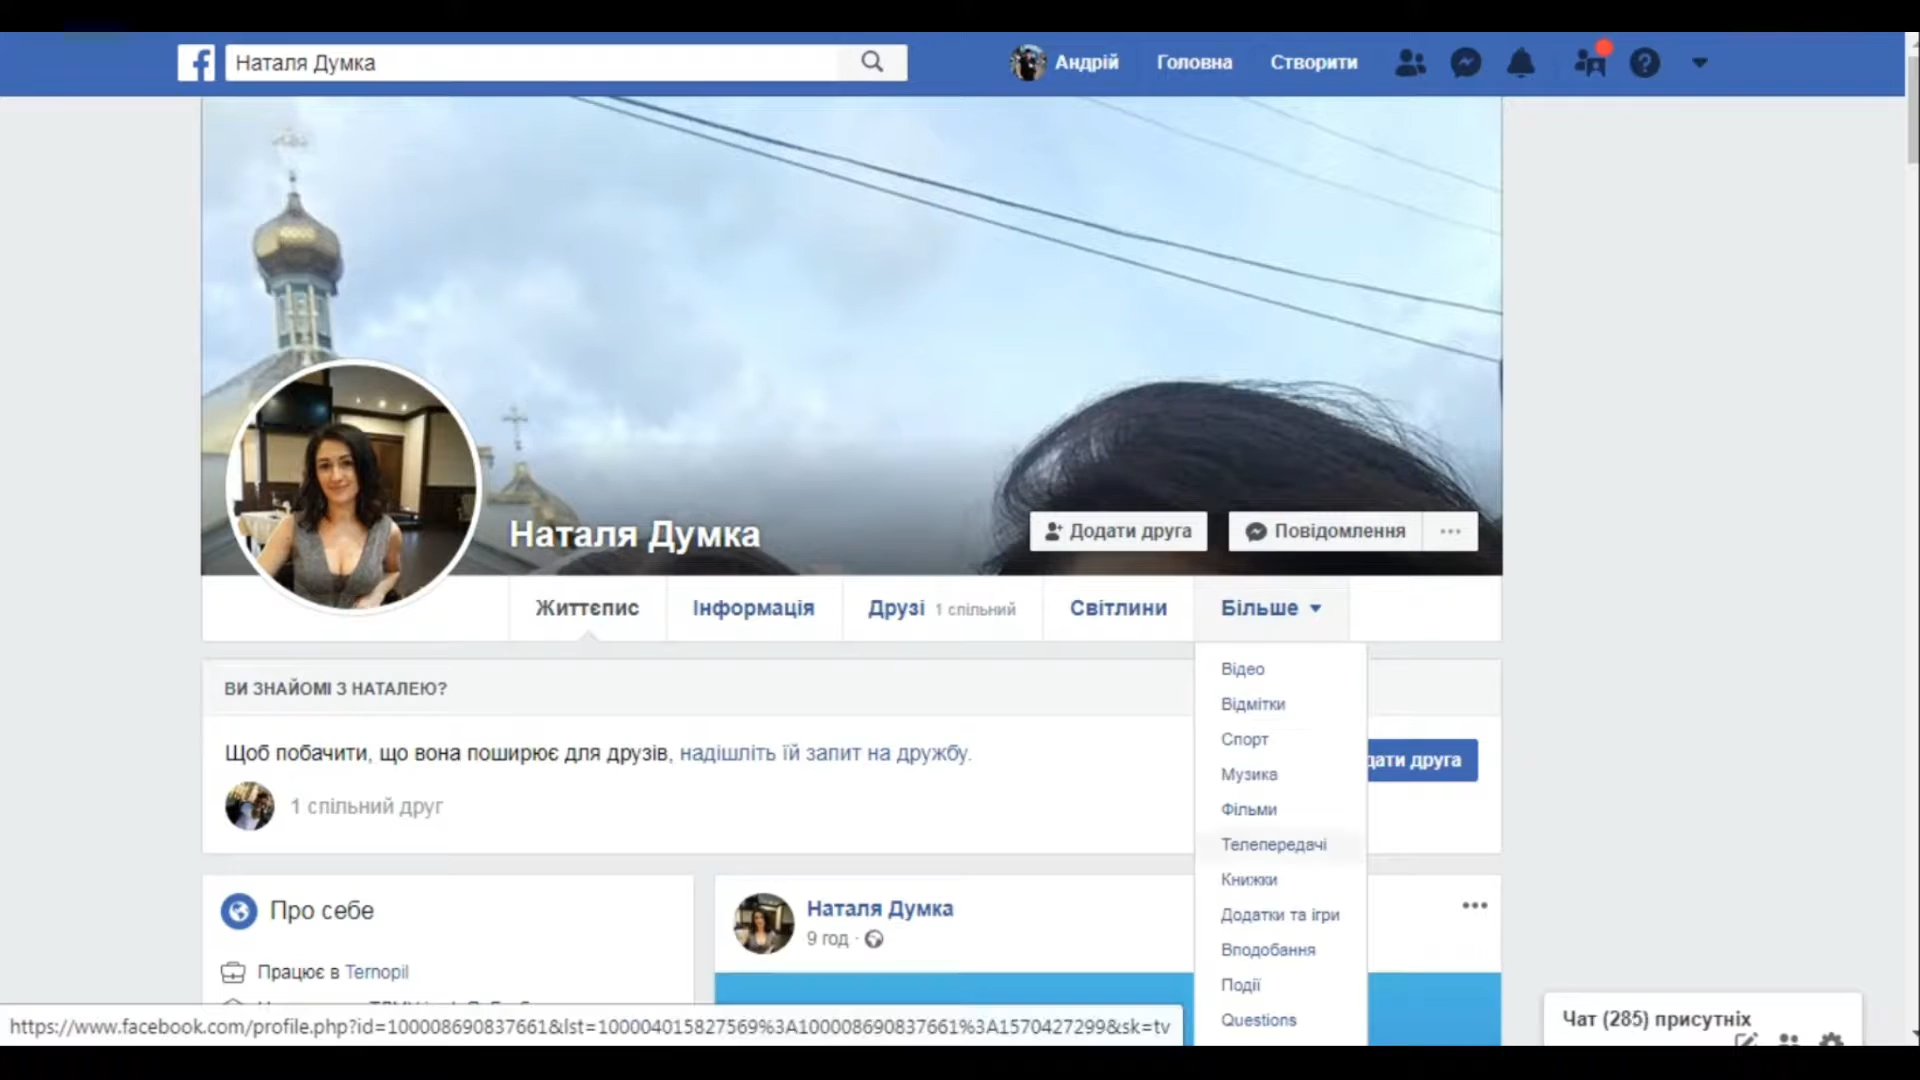 Наталя Думка
Андрій
Головна
Створити
Наталя Думка
Додати друга
Повідомлення
Життєпис
Інформація
Друзі 1 спільний
Світлини
Більше
ВИ ЗНАЙОМІ З НАТАЛЕЮ?
Щоб побачити, що вона поширює для друзів, надішліть їй запит на дружбу.
дати друга
1 спільний друг
Відео
Відмітки
Спорт
Музика
Фільми
Телепередачі
Книжки
Додатки та ігри
Вподобання
Події
Questions
Про себе
Працює в Ternopil
Наталя Думка
9 год ·
https://www.facebook.com/profile.php?id=100008690837661&lst=100004015827569%3A100008690837661%3A1570427299&sk=tv
Чат (285) присутніх